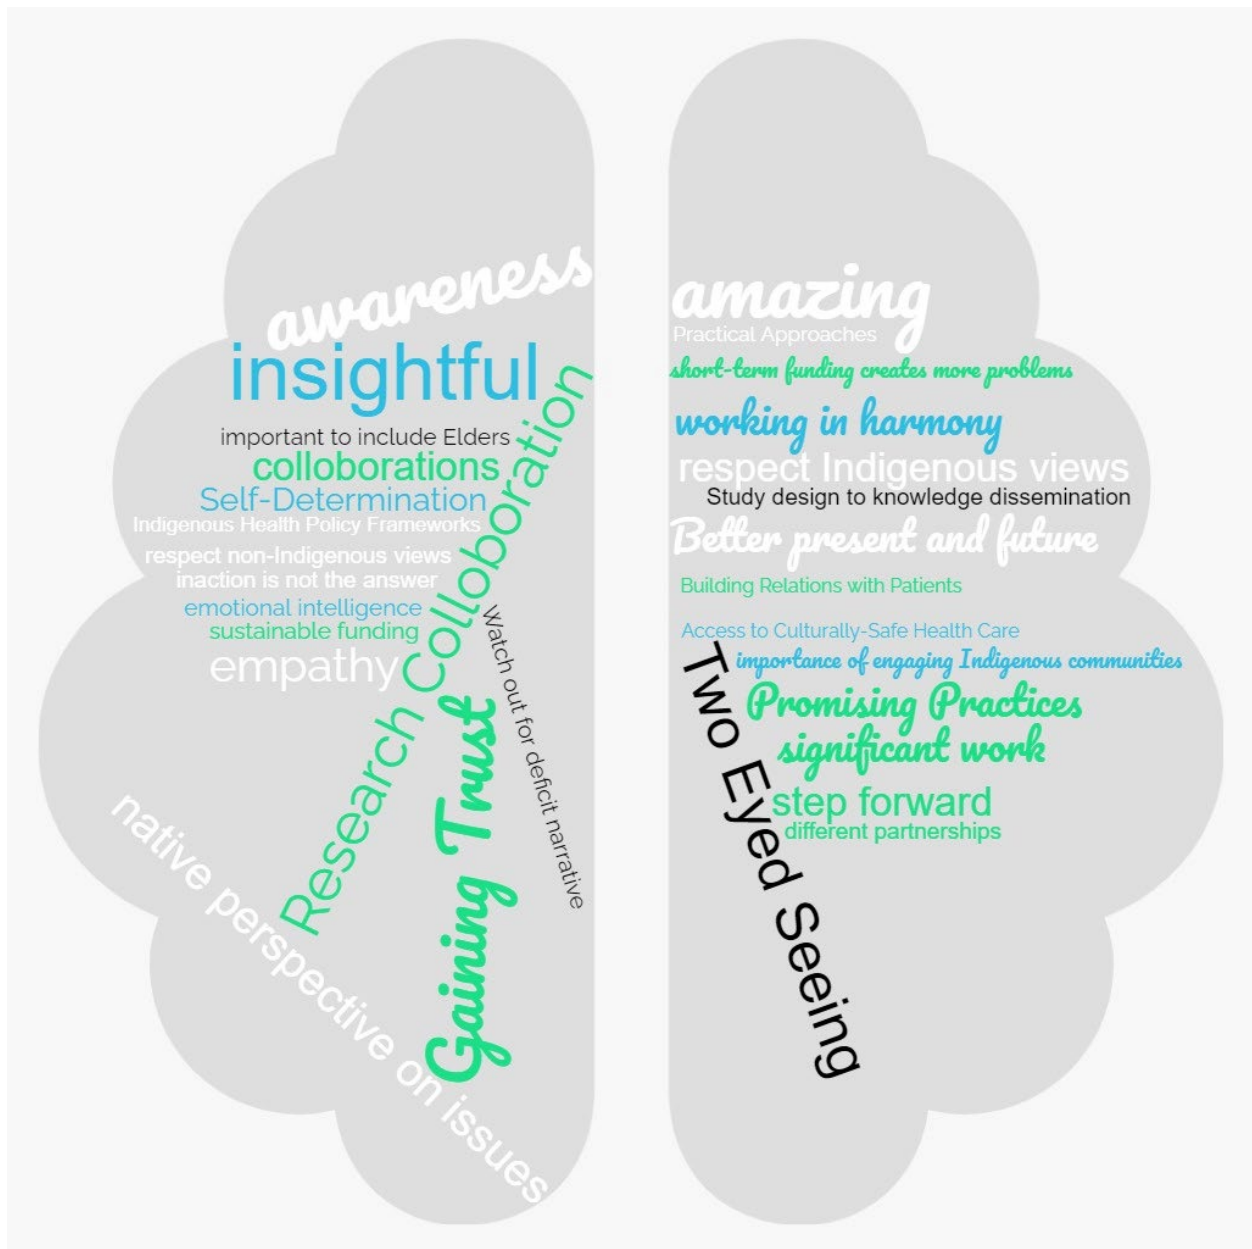 awareness
insightful
important to include Elders
colloborations
Self-Determination
Indigenous Health Policy Frameworks
respect non-Indigenous views
inaction is not the answer
emotional intelligence
sustainable funding
empathy
Research Colloboration
Watch out for deficit narrative
Gaining Trust
native perspective on issues
amazing
Practical Approaches
short-term funding creates more problems
working in harmony
respect Indigenous views
Study design to knowledge dissemination
Better present and future
Building Relations with Patients
Access to Culturally-Safe Health Care
importance of engaging Indigenous communities
Two Eyed Seeing
Promising Practices
significant work
step forward
different partnerships